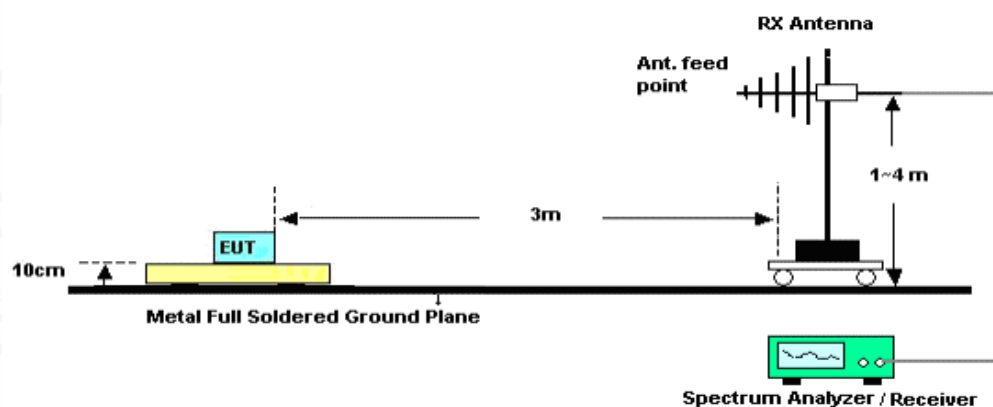 RX Antenna
Ant. feed
point
1~4 m
3m
EUT
10cm
Metal Full Soldered Ground Plane
Spectrum Analyzer / Receiver